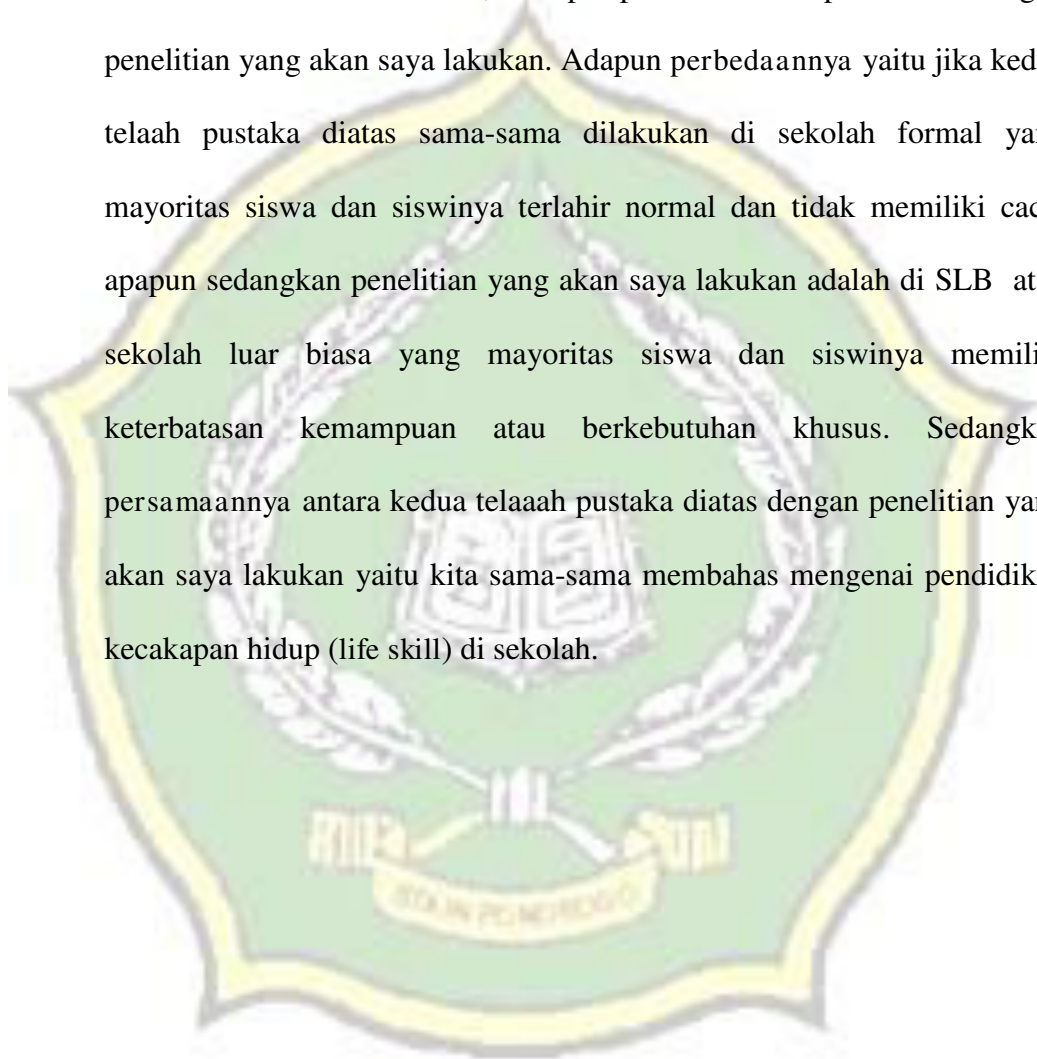 penelitian yang akan saya lakukan. Adapun perbedaannya yaitu jika ked
telaah pustaka diatas sama-sama dilakukan di sekolah formal yan
mayoritas siswa dan siswinya terlahir normal dan tidak memiliki cac
apapun sedangkan penelitian yang akan saya lakukan adalah di SLB at
sekolah luar biasa yang mayoritas siswa dan siswinya memili
keterbatasan kemampuan atau berkebutuhan khusus. Sedangk
persamaannya antara kedua telaaah pustaka diatas dengan penelitian yan
akan saya lakukan yaitu kita sama-sama membahas mengenai pendidik
kecakapan hidup (life skill) di sekolah.
STAIN PONOROGO